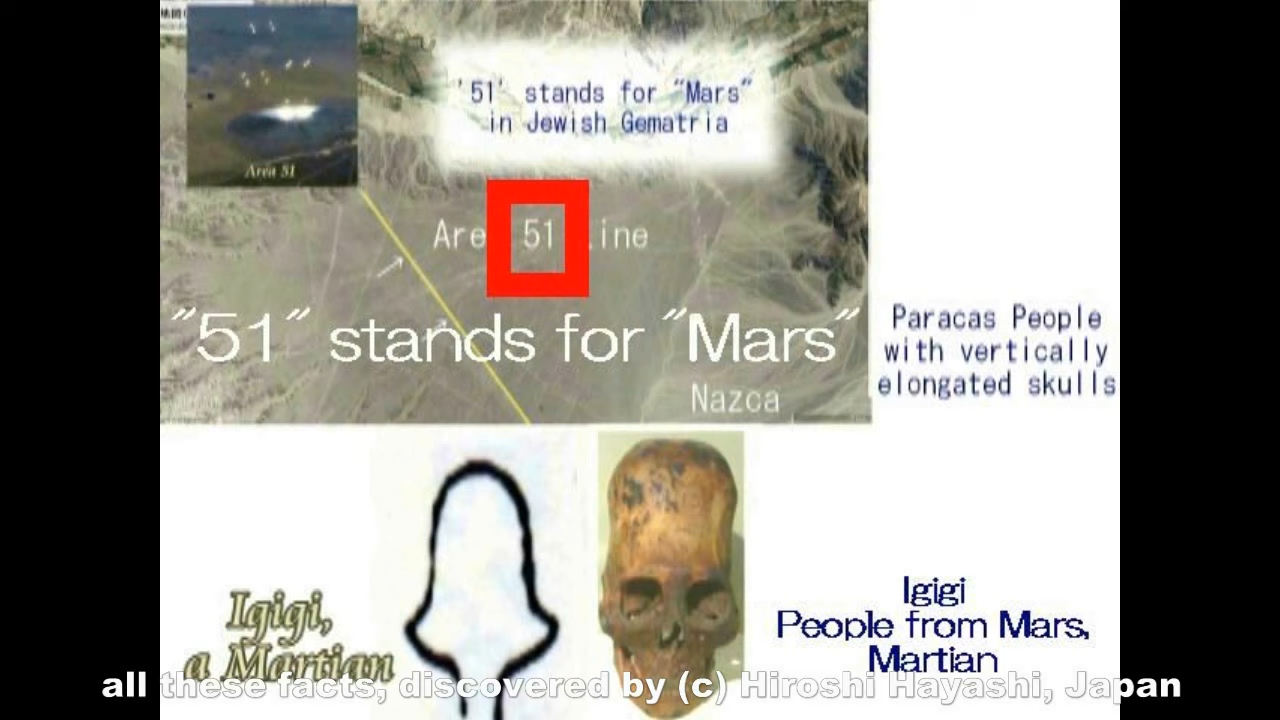 Area 51
'51' stands for "Mars"
in Jewish Gematria
Are 51 Line
"51" stands for "Mars"
Nazca
Paracas People
with vertically
elongated skulls
Igigi,
a Martian
Igigi
People from Mars,
Martian
all these facts, discovered by (c) Hiroshi Hayashi, Japan